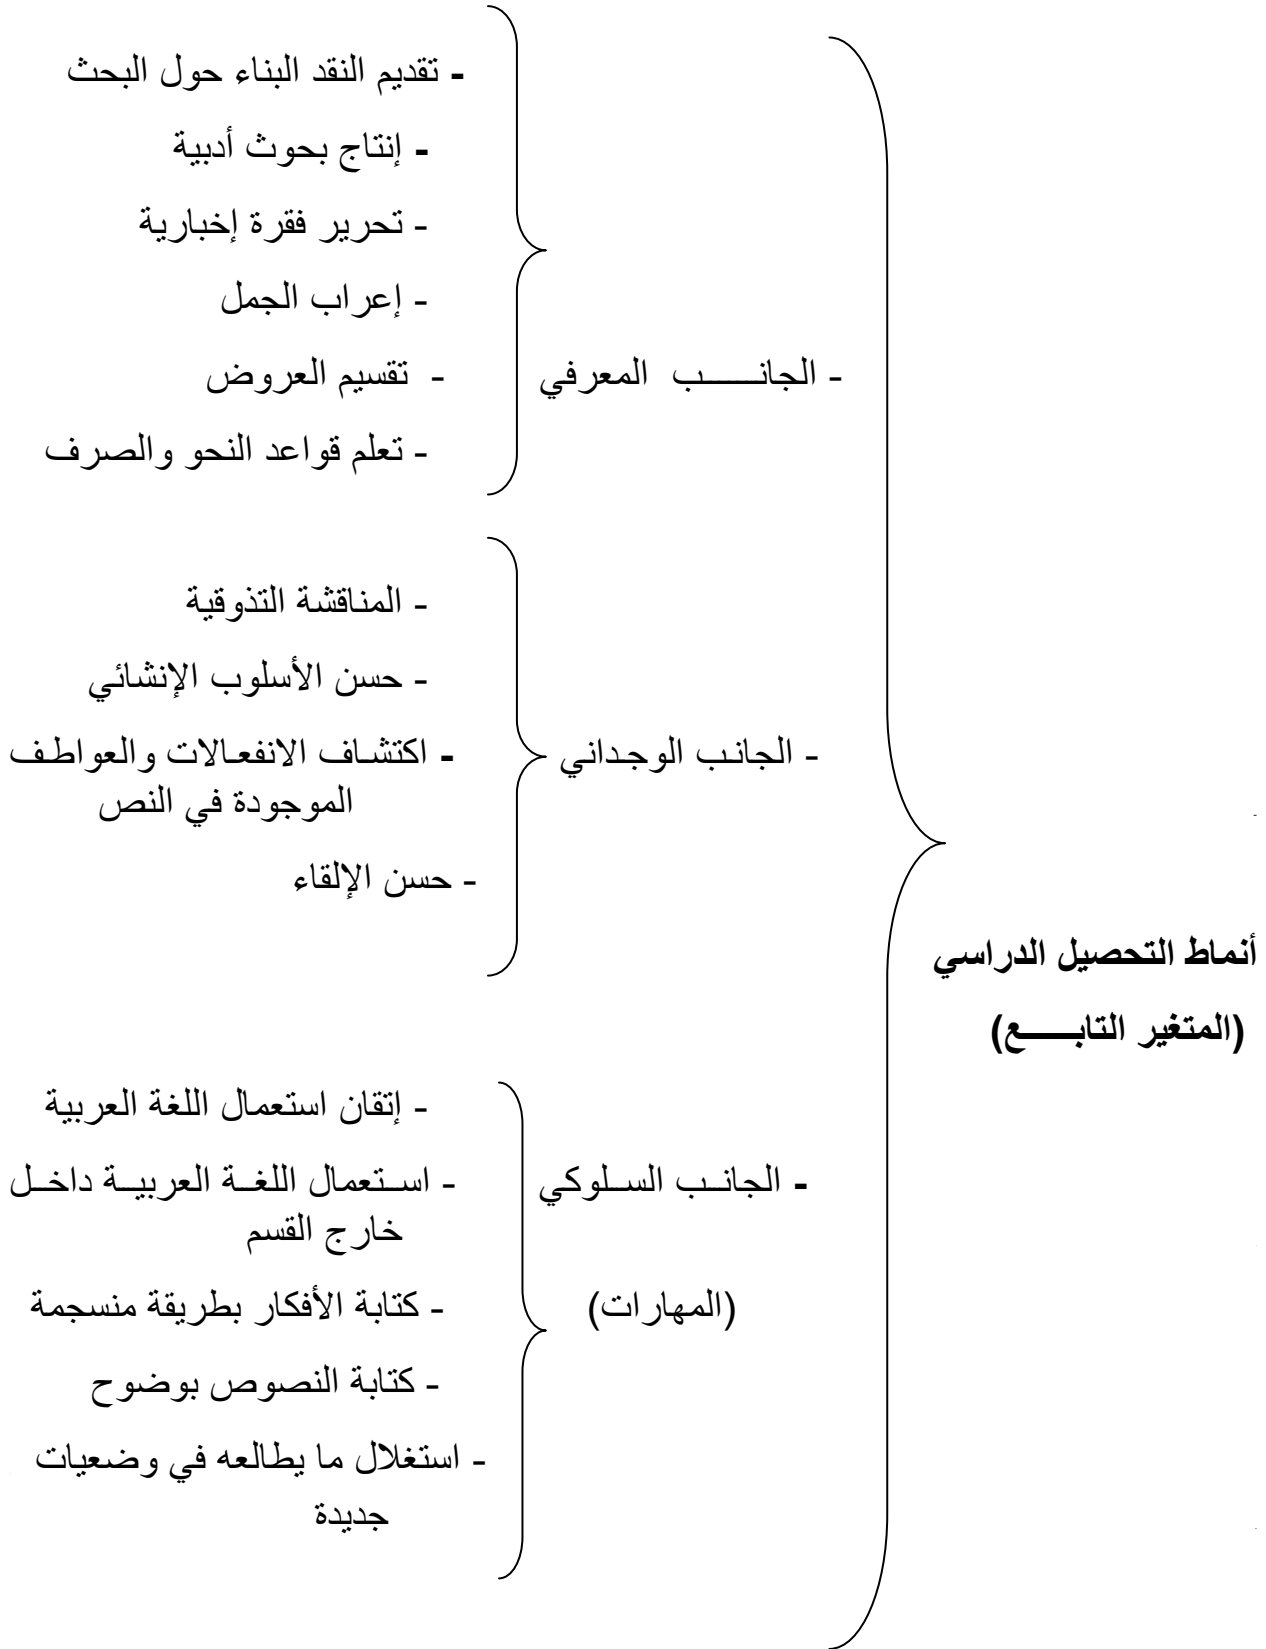 أنماط التحصيل الدراسي
(المتغير التابـــــع)
- الجانــــب المعرفي
- تقديم النقد البناء حول البحث
- إنتاج بحوث أدبية
- تحرير فقرة إخبارية
- إعراب الجمل
- تقسيم العروض
- تعلم قواعد النحو والصرف
- الجانب الوجداني
- المناقشة التذوقية
- حسن الأسلوب الإنشائي
- اكتشاف الانفعالات والعواطف
الموجودة في النص
- حسن الإلقاء
- الجانب السلوكي
(المهارات)
- إتقان استعمال اللغة العربية
- استعمال اللغة العربية داخل
خارج القسم
- كتابة الأفكار بطريقة منسجمة
- كتابة النصوص بوضوح
- استغلال ما يطالعه في وضعيات
جديدة